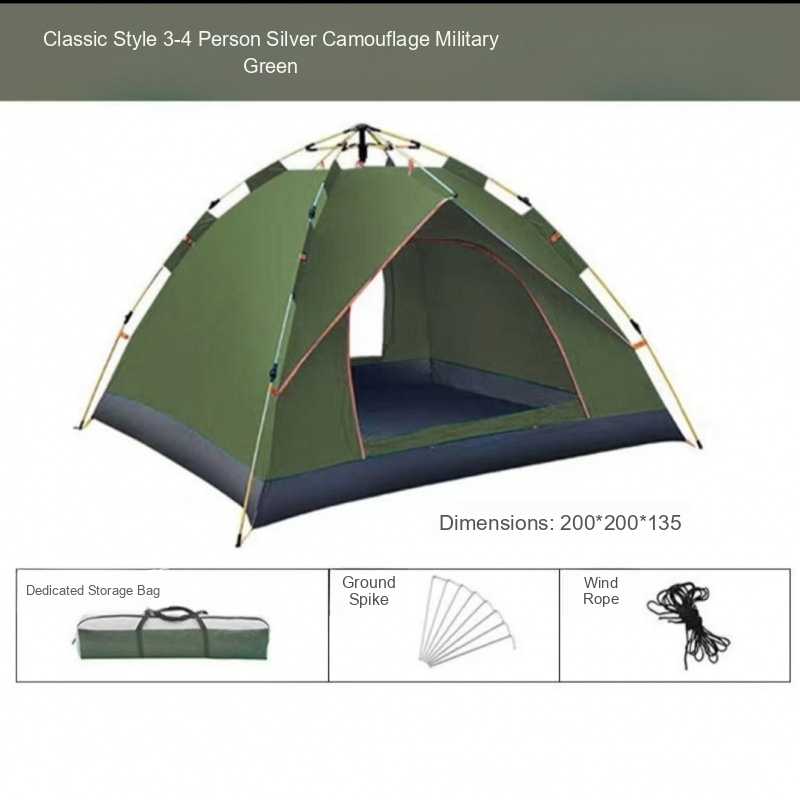 Classic Style 3-4 Person Silver Camouflage Military
Green
Dimensions: 200*200*135
Dedicated Storage Bag
Ground
Spike
Wind
Rope